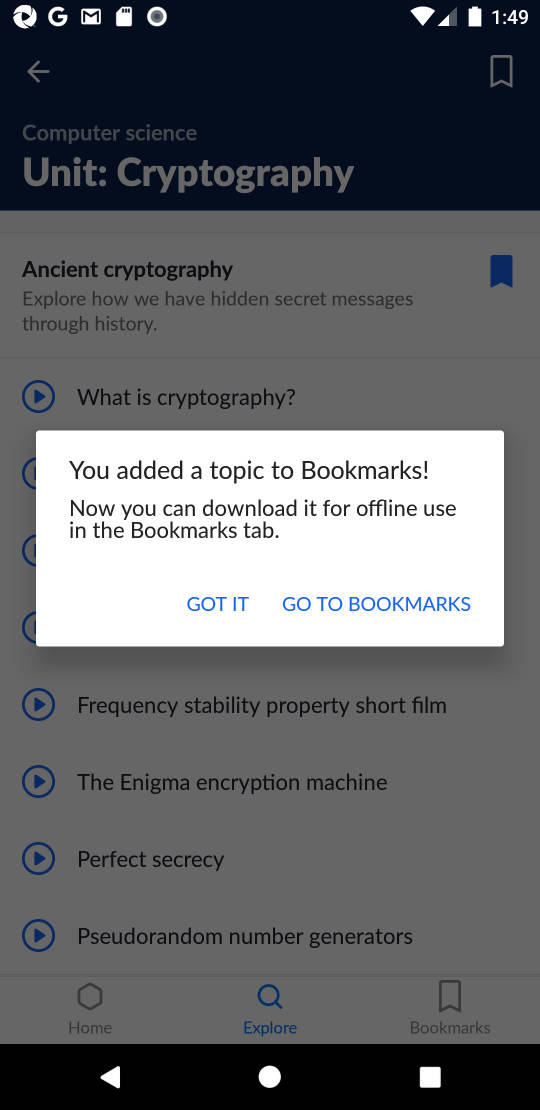 1:49
Computer science
Unit: Cryptography
Ancient cryptography
Explore how we have hidden secret messages
through history.
What is cryptography?
You added a topic to Bookmarks!
Now you can download it for offline use
in the Bookmarks tab.
GOT IT GO TO BOOKMARKS
Frequency stability property short film
The Enigma encryption machine
Perfect secrecy
Pseudorandom number generators
Home Explore Bookmarks